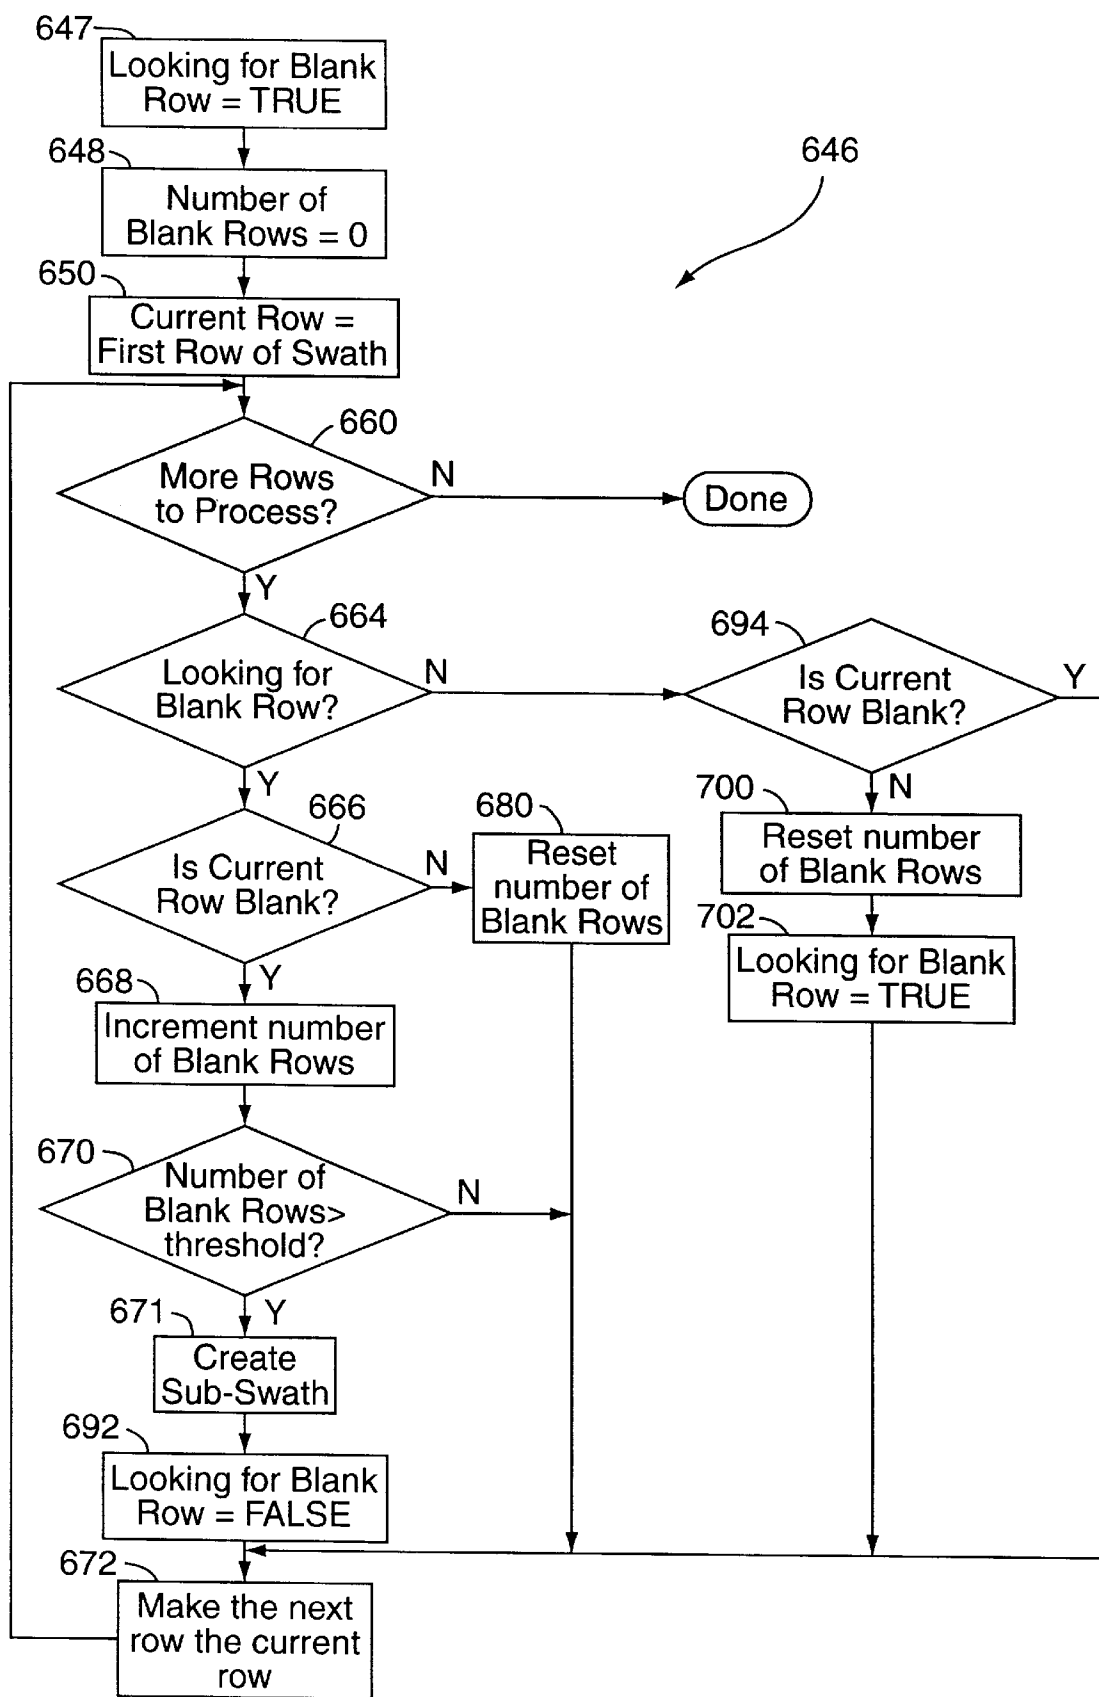 647
Looking for Blank
Row = TRUE
648
Number of
Blank Rows = 0
646
650
Current Row =
First Row of Swath
660
More Rows
to Process?
N
Done
Y
664
Looking for
Blank Row?
N
694
Is Current
Row Blank?
Y
Y
666
Is Current
Row Blank?
N
680
Reset
number of
Blank Rows
N
700
Reset number
of Blank Rows
702
Looking for Blank
Row = TRUE
Y
668
Increment number
of Blank Rows
670
Number of
Blank Rows>
threshold?
N
Y
671
Create
Sub-Swath
692
Looking for Blank
Row = FALSE
672
Make the next
row the current
row